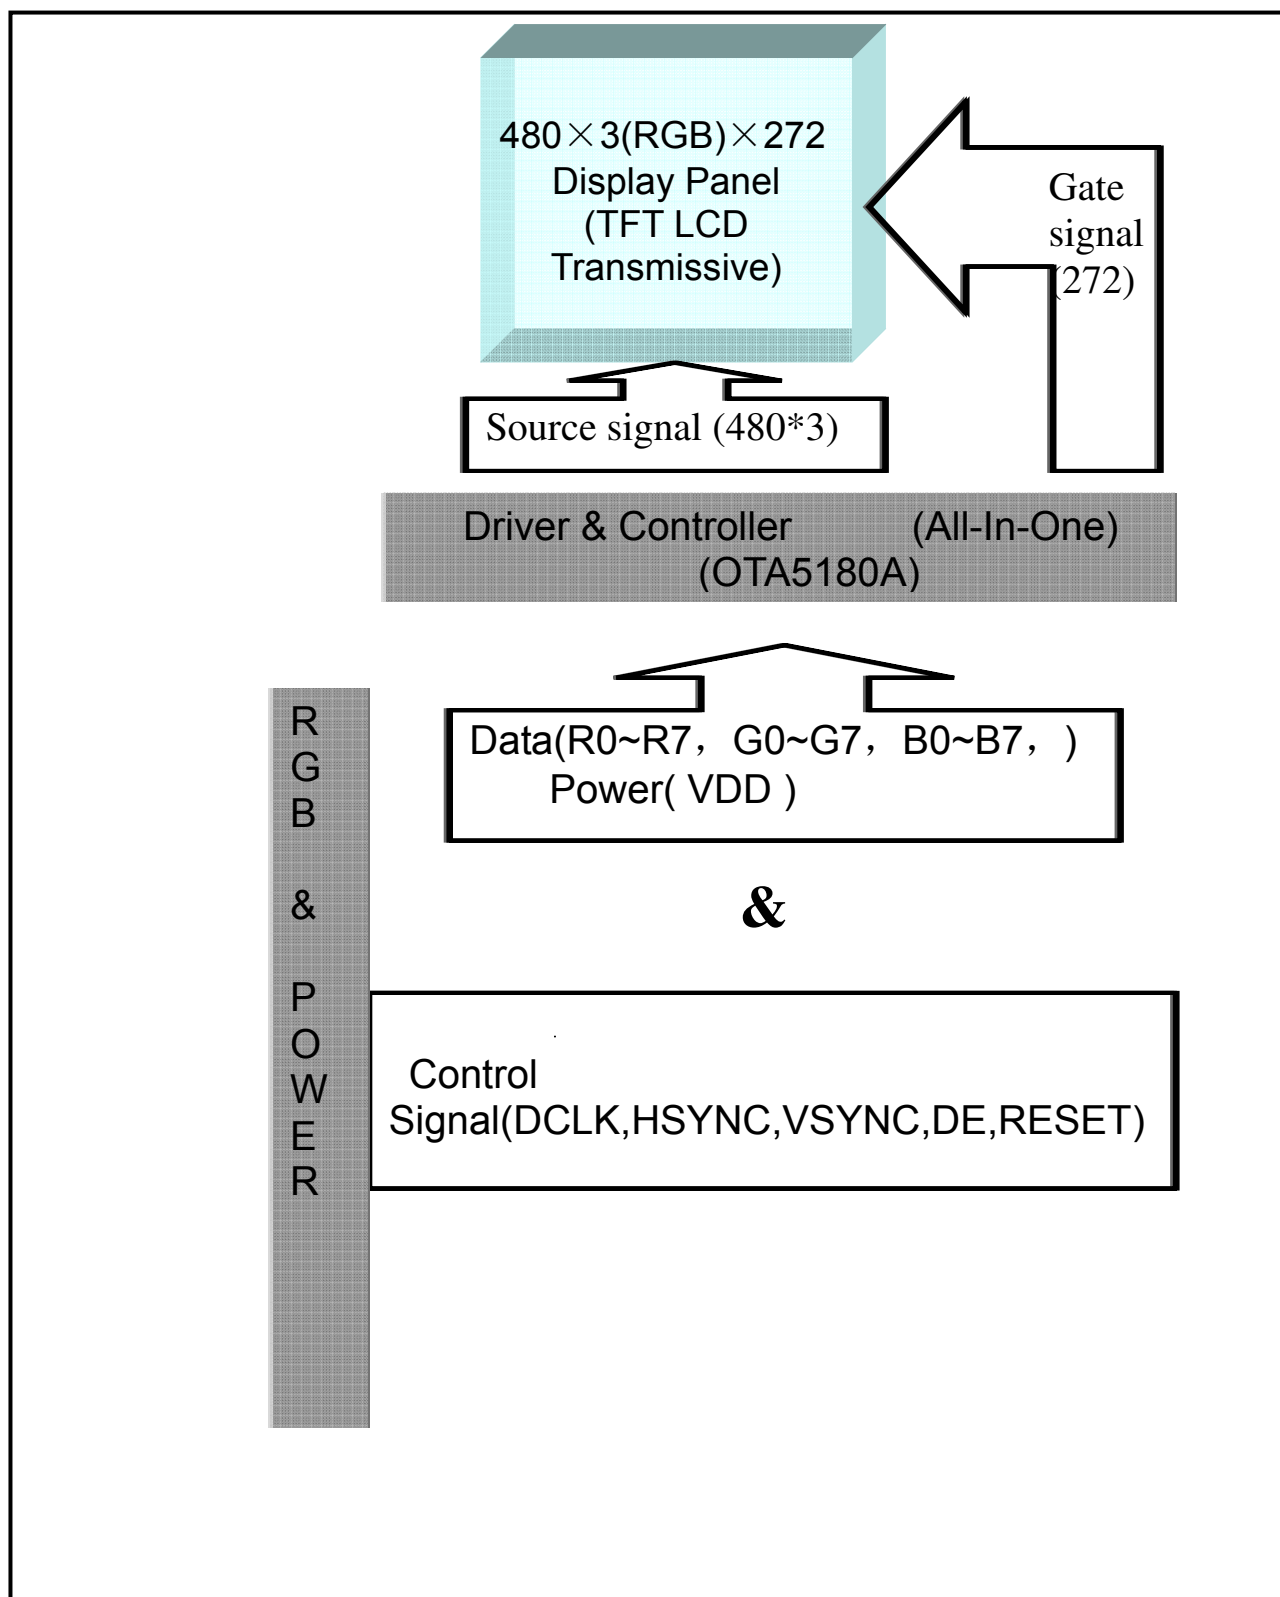 480×3(RGB)×272
Display Panel
(TFT LCD
Transmissive)
Gate
signal
(272)
Source signal (480*3)
Driver & Controller (All-In-One)
(OTA5180A)
R
G
B
&
P
O
W
E
R
Data(R0~R7，G0~G7，B0~B7，)
Power( VDD )
&
Control
Signal(DCLK,HSYNC,VSYNC,DE,RESET)